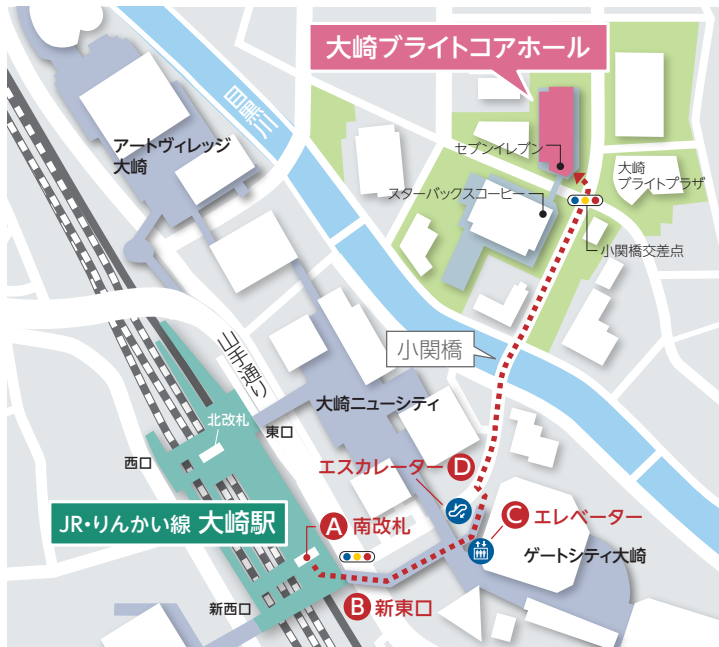 大崎ブライトコアホール
目黒川
アートヴィレッジ
大崎
セブンイレブン
大崎
ブライトプラザ
スターバックスコーヒー
小関橋交差点
小関橋
山手通り
大崎ニューシティ
北改札
東口
西口
エスカレーター D
JR・りんかい線 大崎駅
A 南改札
C エレベーター
ゲートシティ大崎
新西口
B 新東口